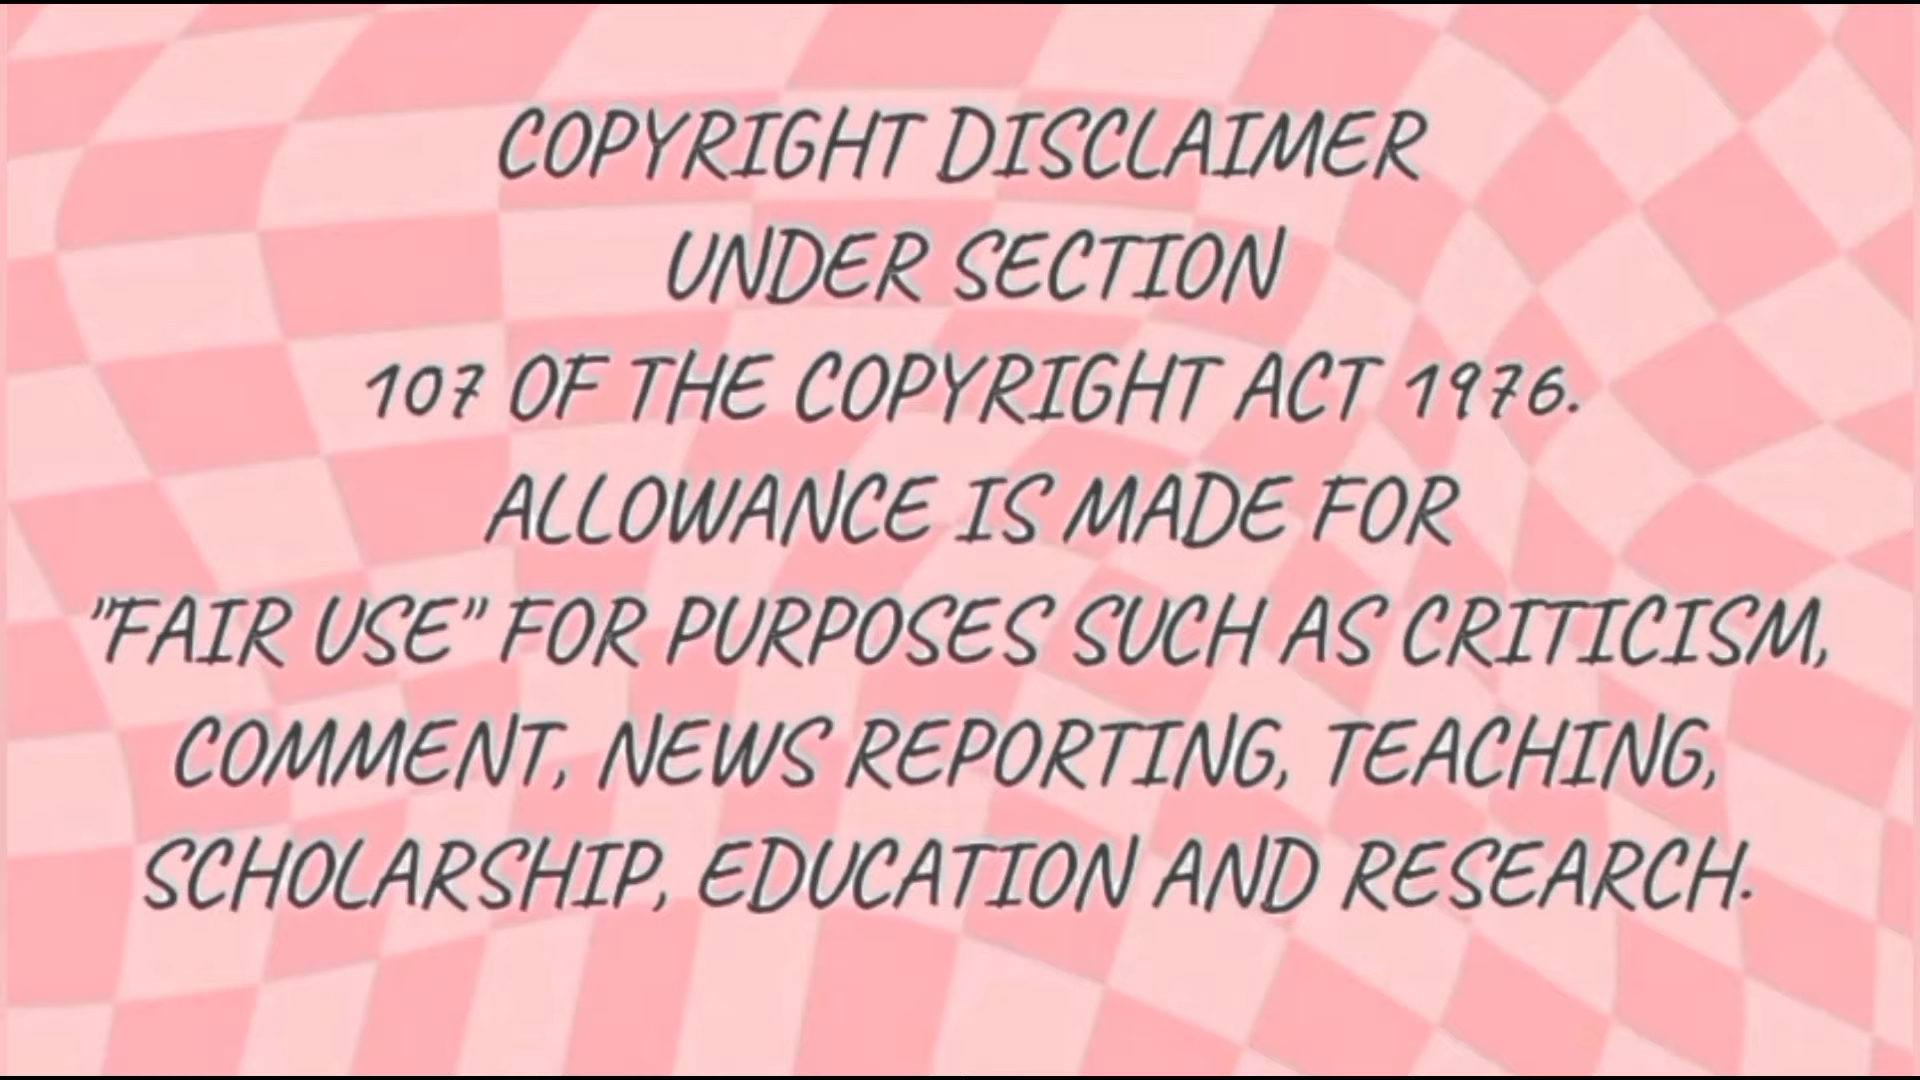 COPYRIGHT DISCLAIMER
UNDER SECTION
107 OF THE COPYRIGHT ACT 1976.
ALLOWANCE IS MADE FOR
"FAIR USE" FOR PURPOSES SUCH AS CRITICISM,
COMMENT, NEWS REPORTING, TEACHING,
SCHOLARSHIP, EDUCATION AND RESEARCH.